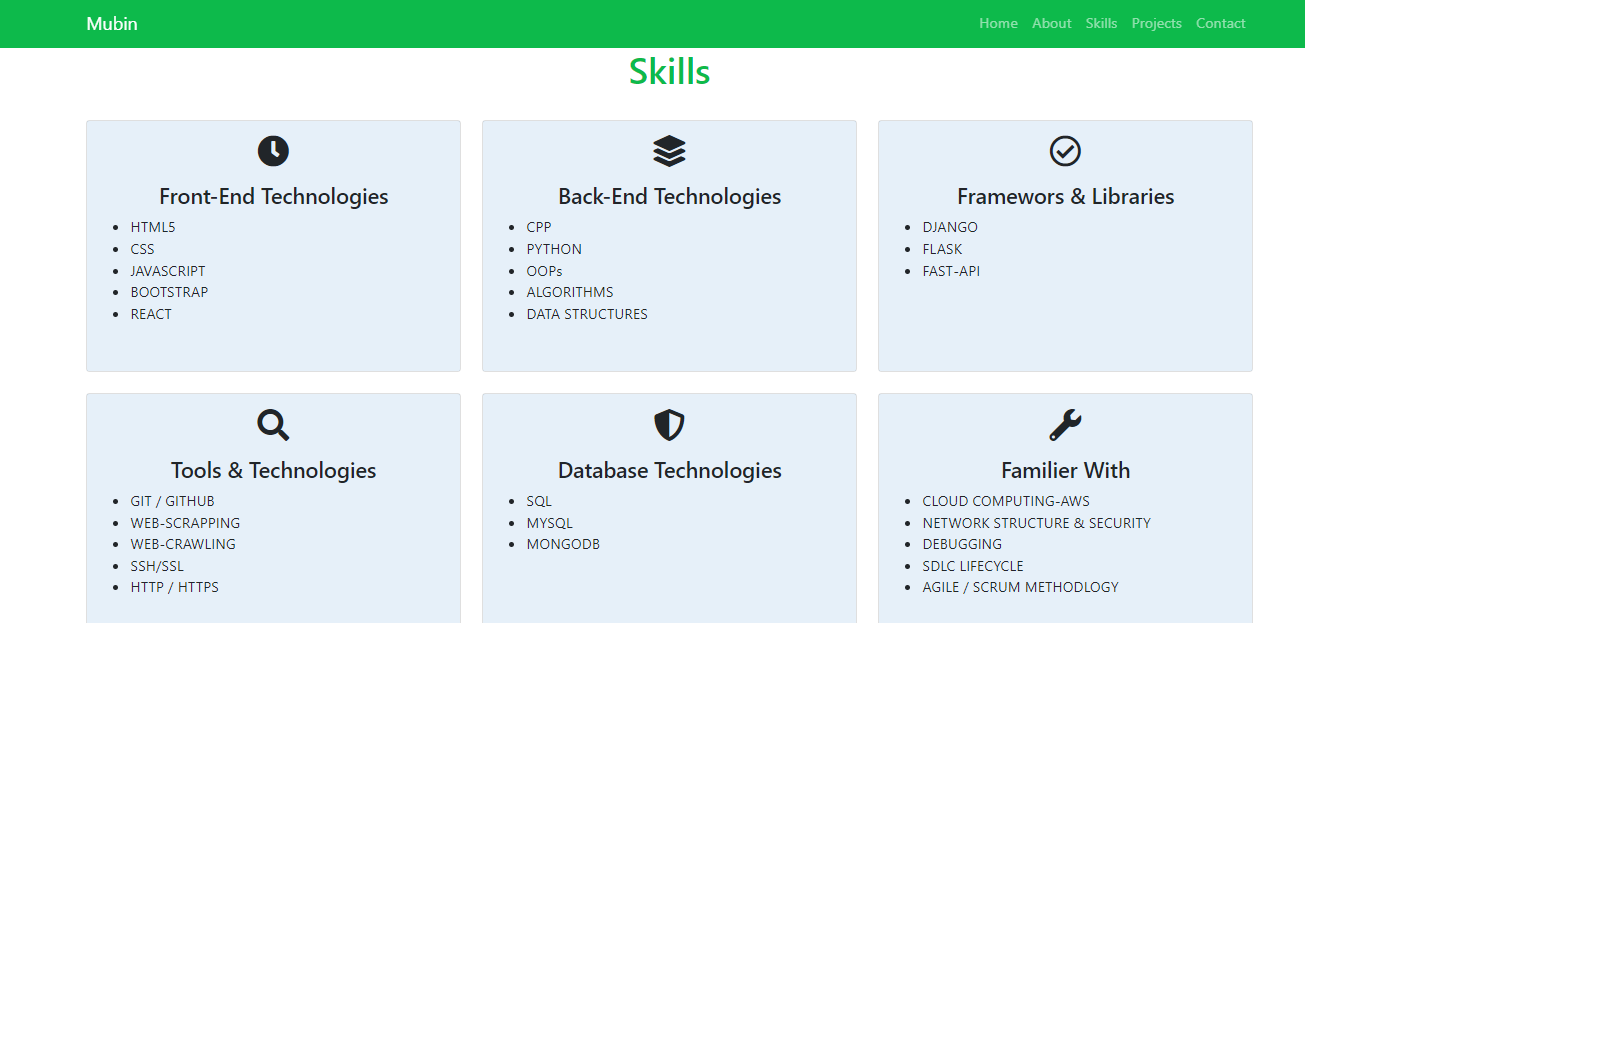 Mubin
Home About Skills Projects Contact
Skills
Front-End Technologies
HTML5
CSS
JAVASCRIPT
BOOTSTRAP
REACT
Back-End Technologies
CPP
PYTHON
OOPs
ALGORITHMS
DATA STRUCTURES
Framewors & Libraries
DJANGO
FLASK
FAST-API
Tools & Technologies
GIT / GITHUB
WEB-SCRAPPING
WEB-CRAWLING
SSH/SSL
HTTP / HTTPS
Database Technologies
SQL
MYSQL
MONGODB
Familier With
CLOUD COMPUTING-AWS
NETWORK STRUCTURE & SECURITY
DEBUGGING
SDLC LIFECYCLE
AGILE / SCRUM METHODLOGY